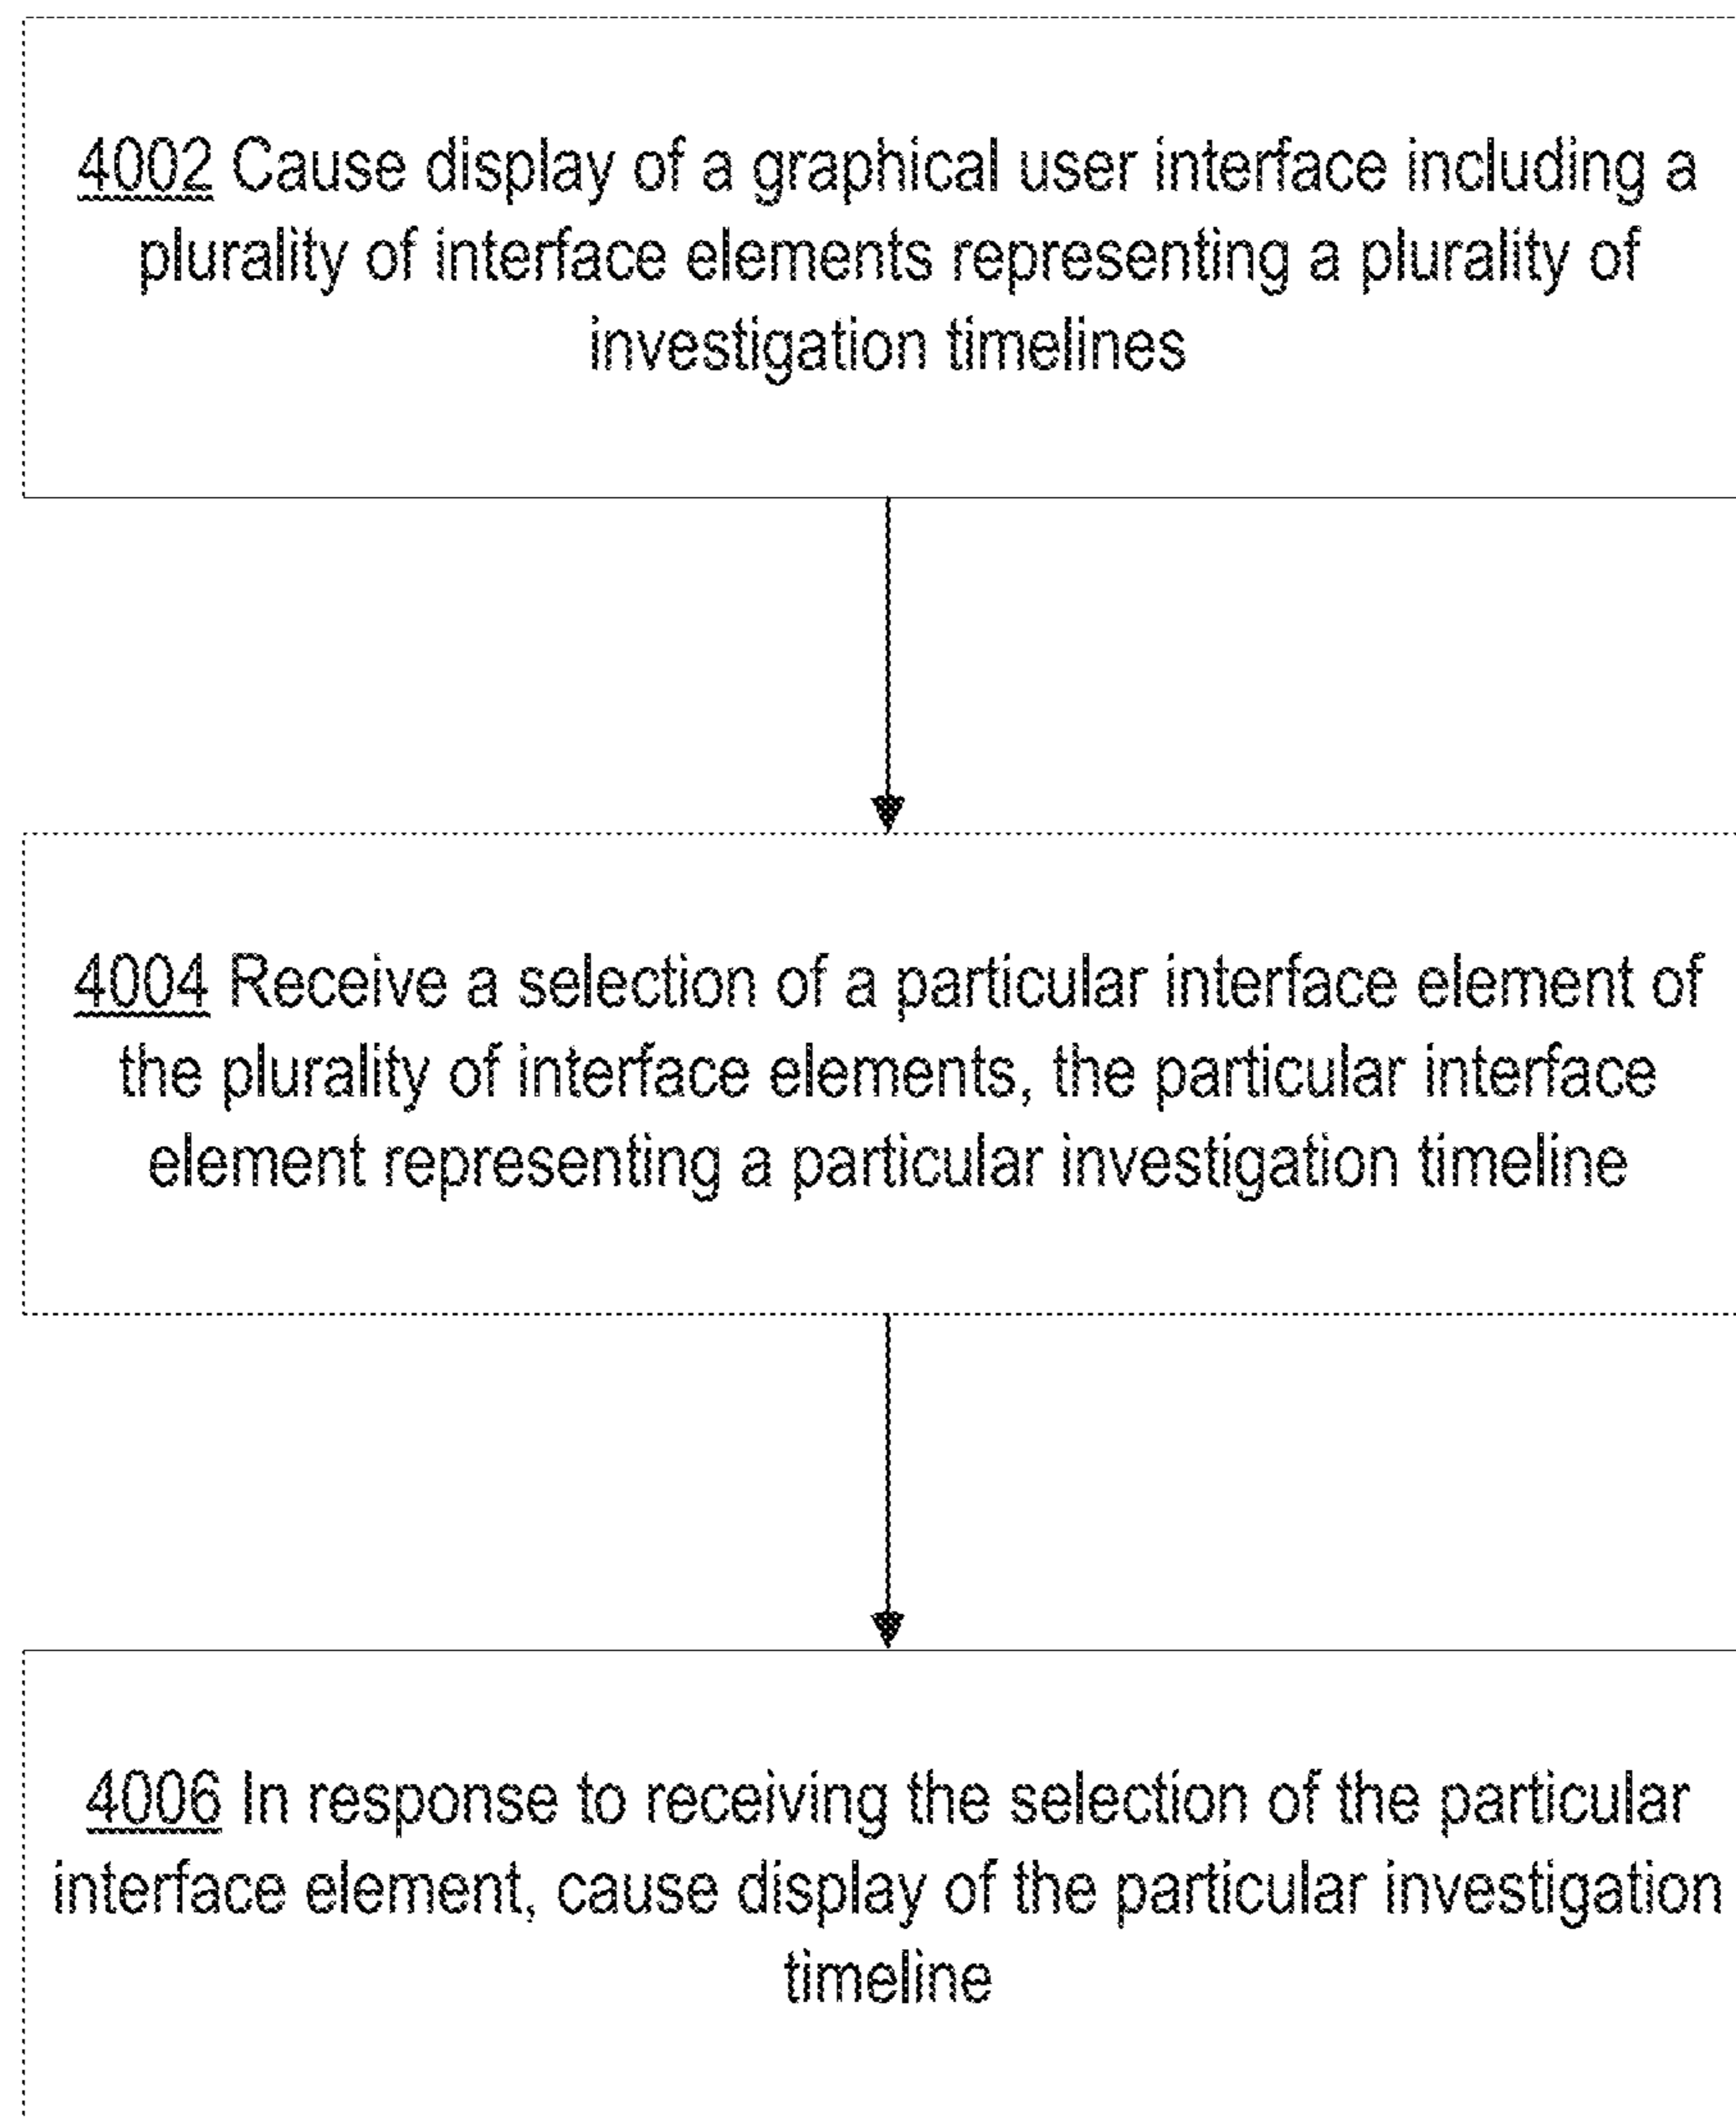 4002 Cause display of a graphical user interface including a
plurality of interface elements representing a plurality of
investigation timelines
4004 Receive a selection of a particular interface element of
the plurality of interface elements, the particular interface
element representing a particular investigation timeline
4006 In response to receiving the selection of the particular
interface element, cause display of the particular investigation
timeline